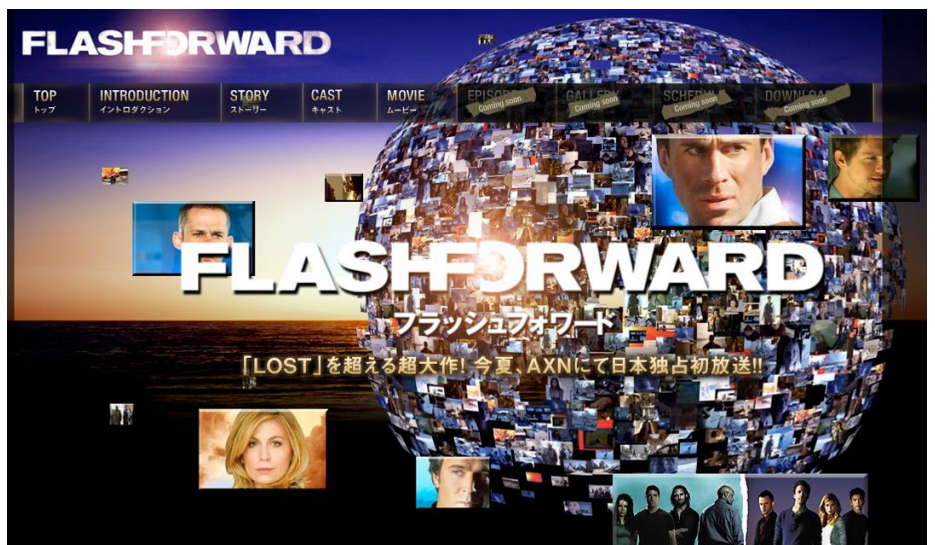 FLASHFORWARD
TOP INTRODUCTION STORY CAST MOVIE EPISODE GALLERY SCHEDULE DOWNLOAD
トップ イントロダクション ストーリー キャスト ムービー Coming soon Coming soon Coming soon Coming soon
FLASHFORWARD
フラッシュフォワード
「LOST」を超える超大作! 今夏、AXNにて日本独占初放送!!